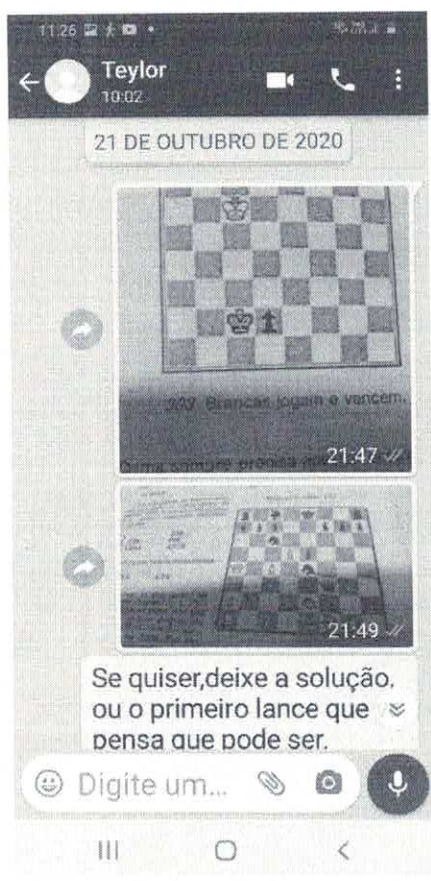 11:26
Teylor
10:02
21 DE OUTUBRO DE 2020
333 Brancas jogam e vencem.
21:47
21:49
Se quiser,deixe a solução,
ou o primeiro lance que
pensa que pode ser.
Digite um...